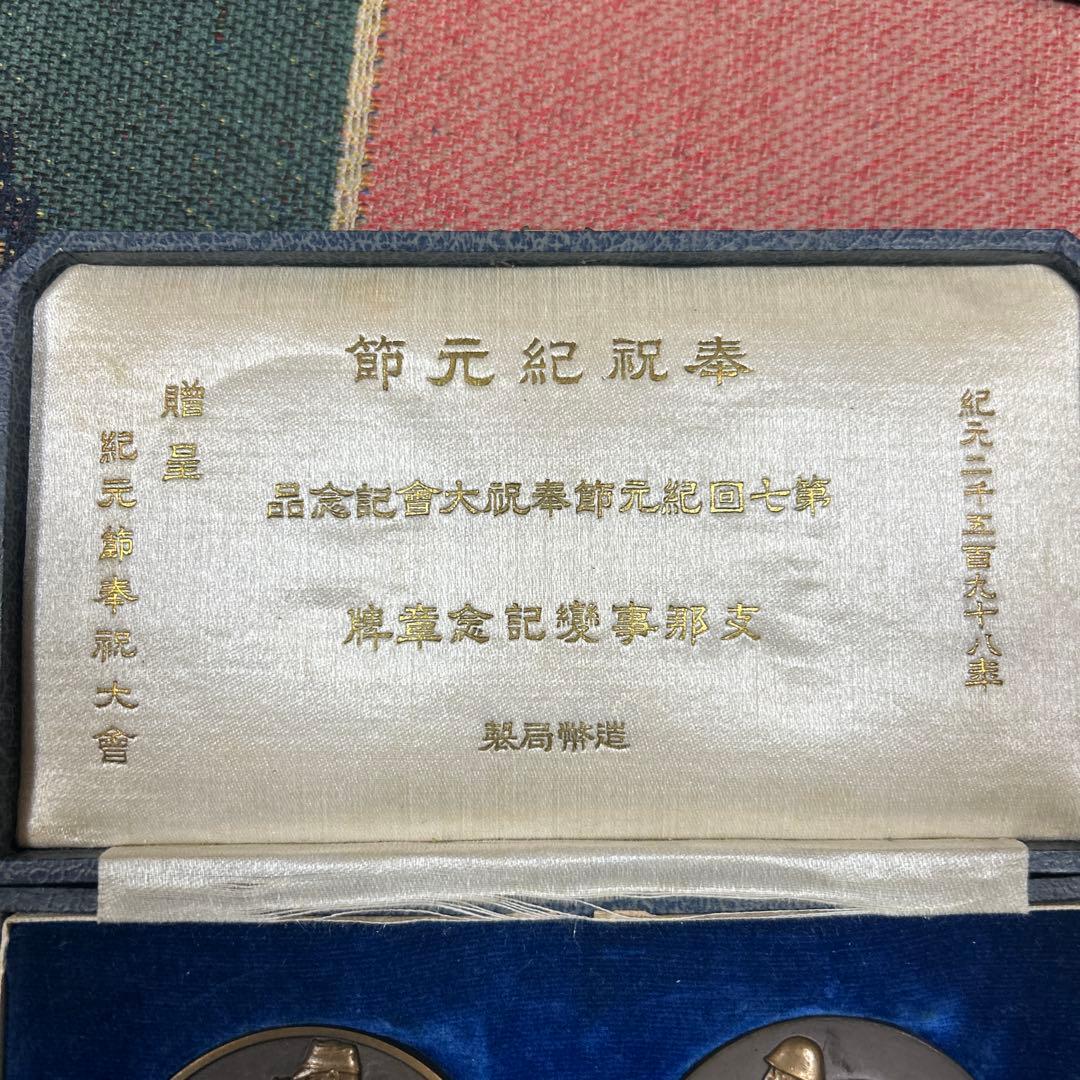 奉祝紀元節
紀元二千五百九十八年
第七回紀元節奉祝大會記念品
支那事變記念章牌
造幣局製
贈呈
紀元節奉祝大會